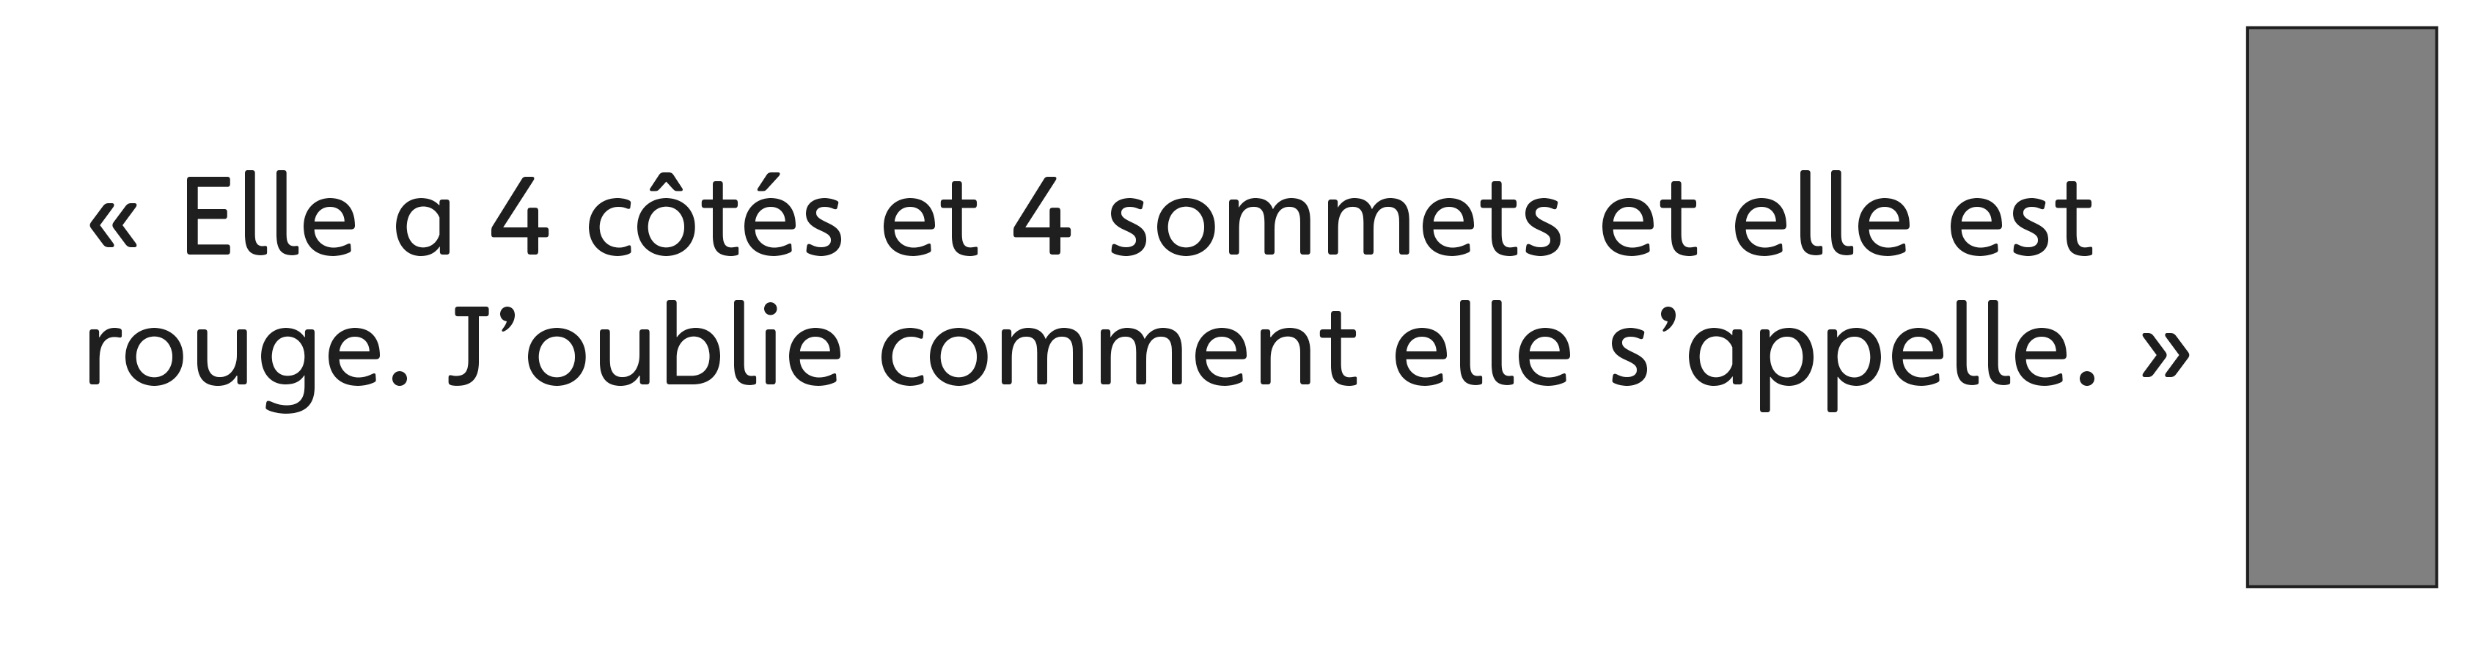 « Elle a 4 côtés et 4 sommets et elle est
rouge. J’oublie comment elle s’appelle. »